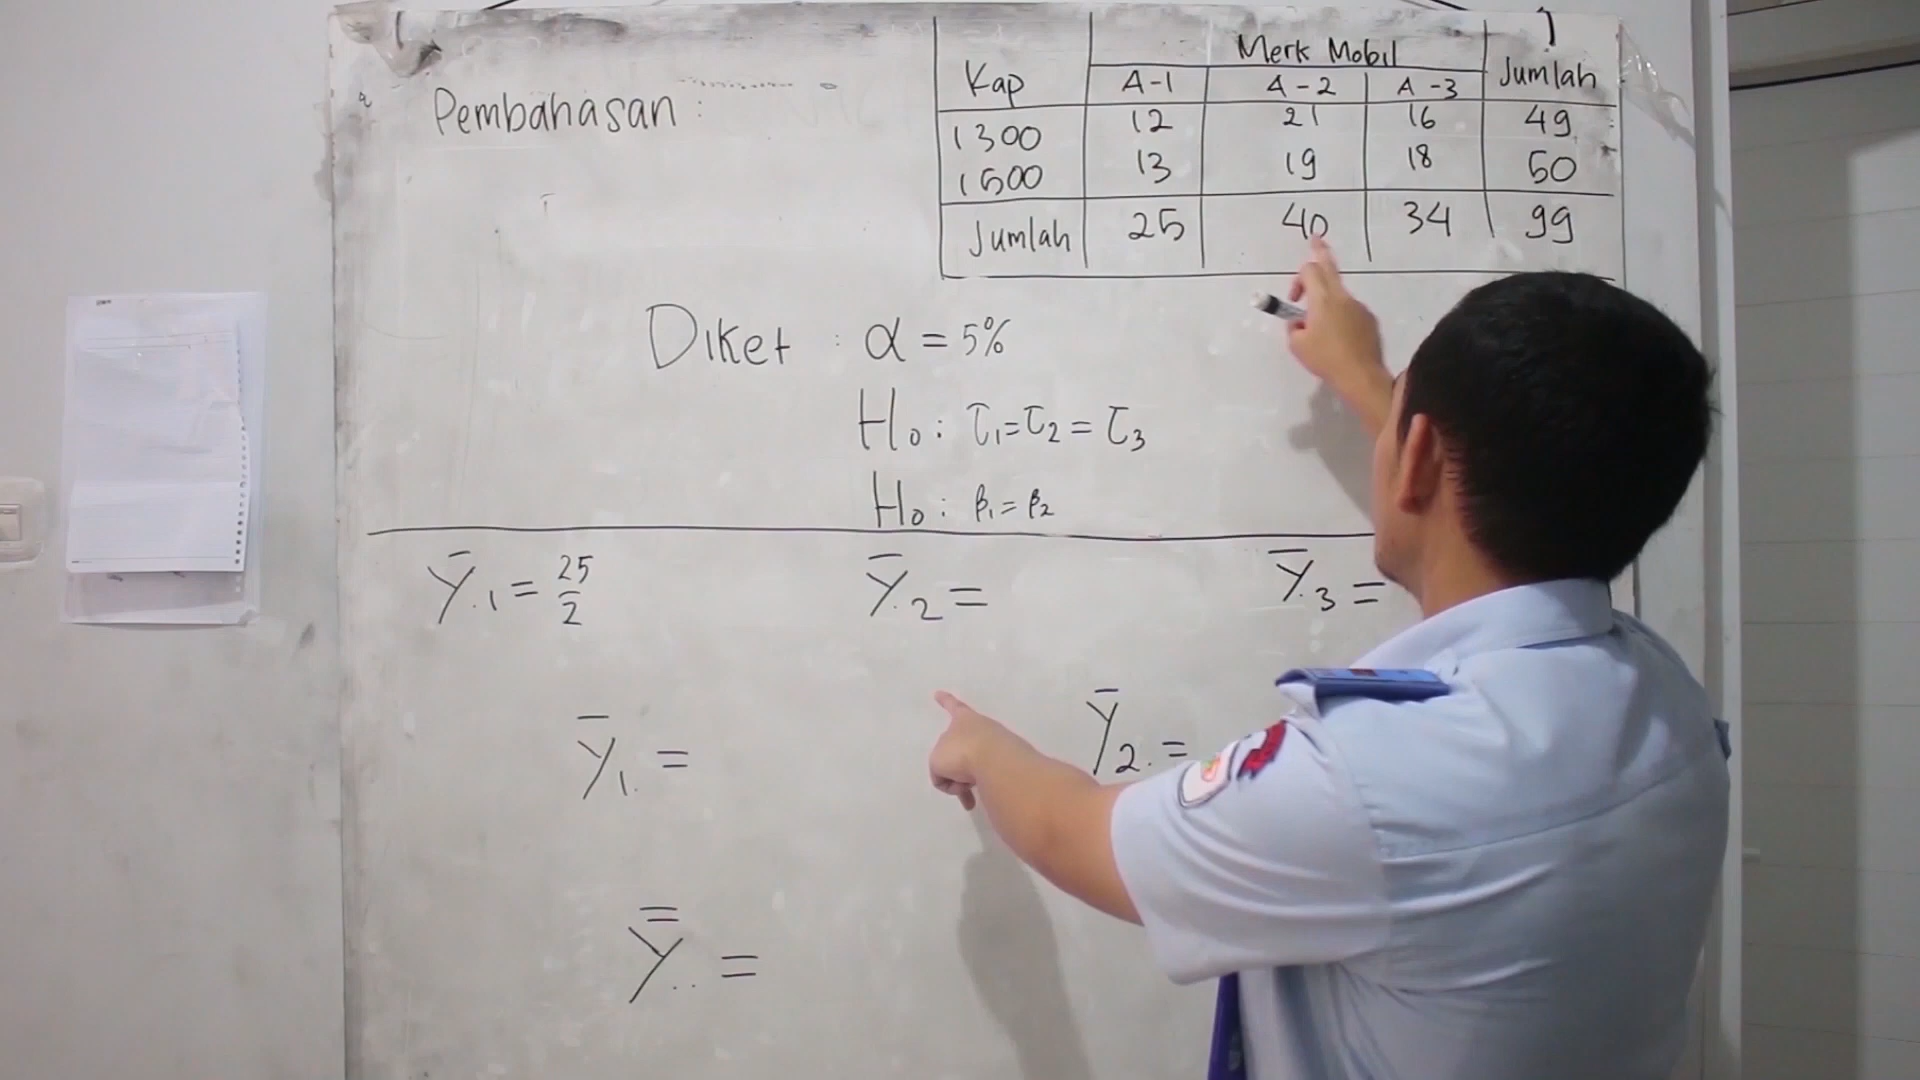 Pembahasan :
Kap Merk Mobil Jumlah
A-1 A-2 A-3
1300 12 21 16 49
1500 13 19 18 50
Jumlah 25 40 34 99
Diket : α = 5%
H₀ : τ₁=τ₂=τ₃
H₀ : β₁=β₂
Ȳ.₁ = 25/2 Ȳ.₂ = Ȳ.₃ =
Ȳ₁. = Ȳ₂. =
Y̿.. =